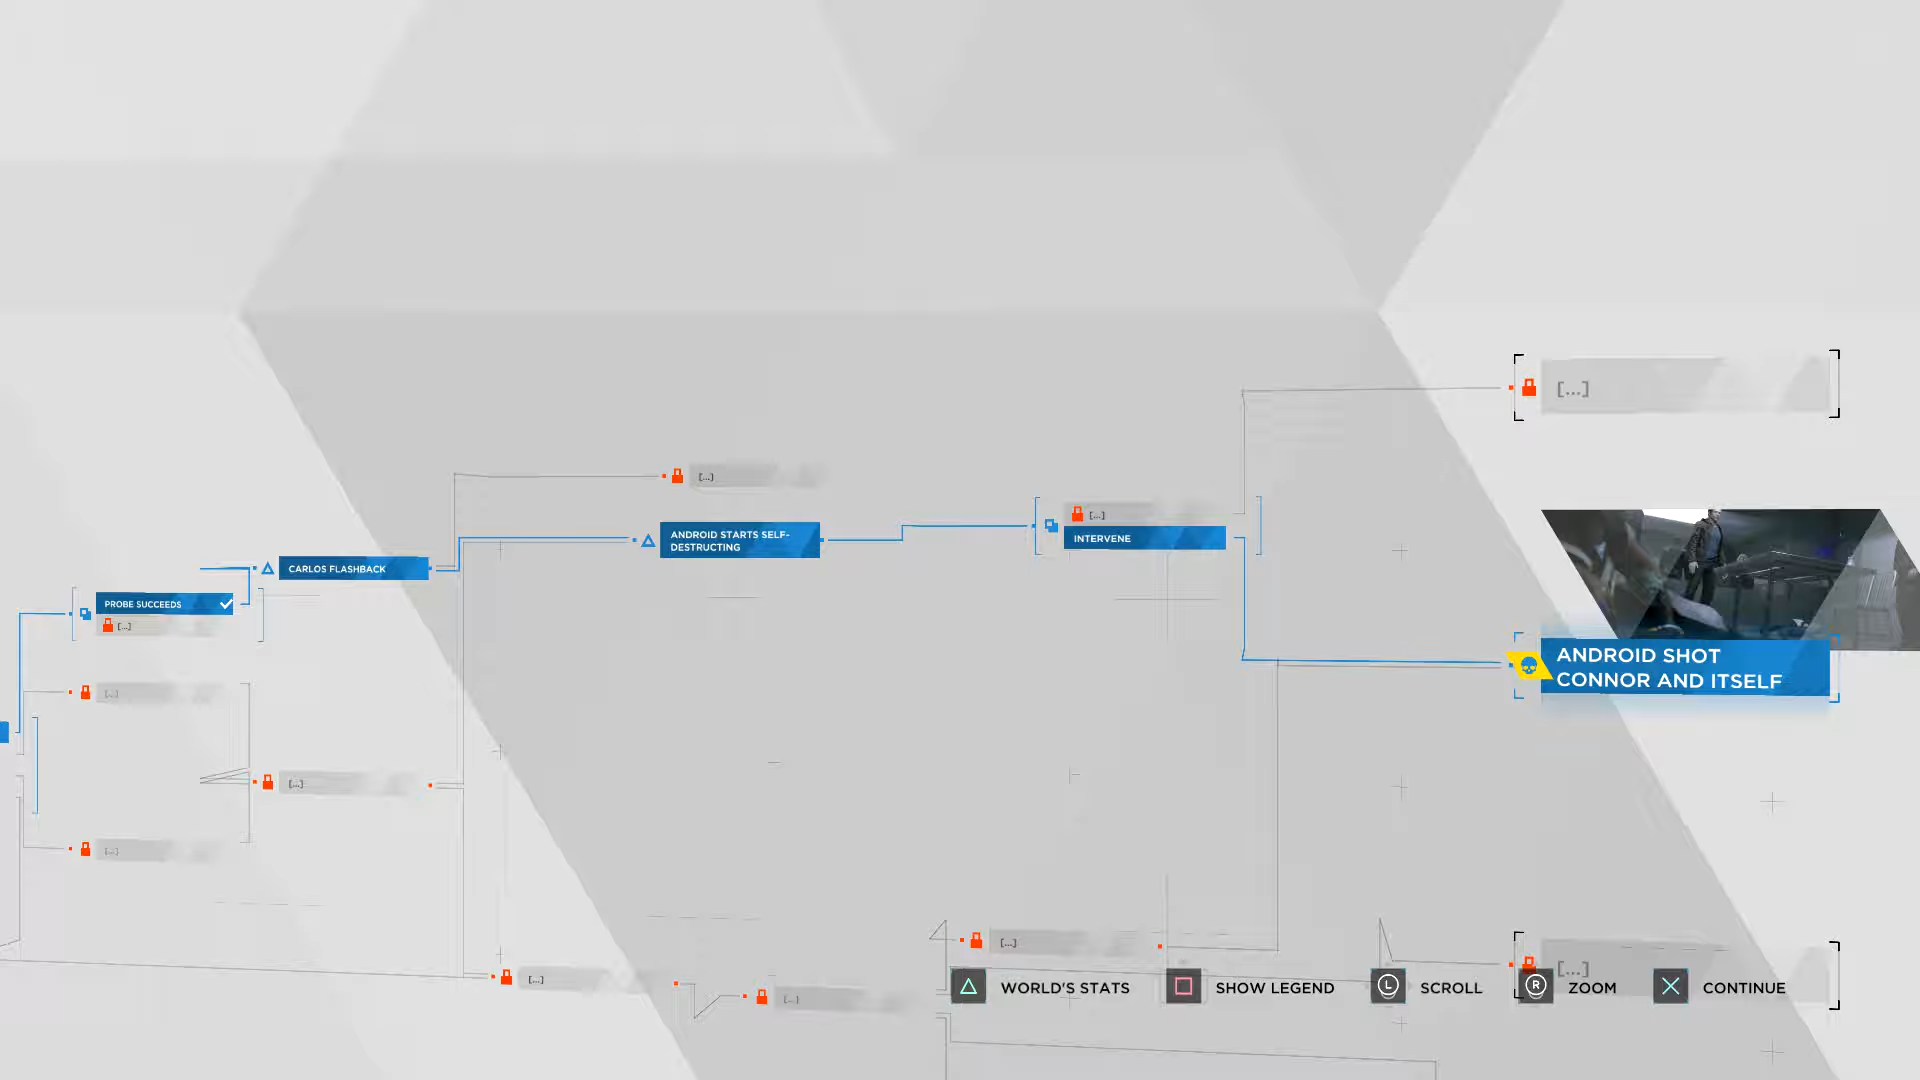 [...]
[...]
ANDROID STARTS SELF-
DESTRUCTING
[...]
INTERVENE
CARLOS FLASHBACK
PROBE SUCCEEDS
[...]
ANDROID SHOT
CONNOR AND ITSELF
[...]
[...]
[...]
[...]
[...]
[...]
[...]
WORLD'S STATS
SHOW LEGEND
L
SCROLL
R
ZOOM
CONTINUE